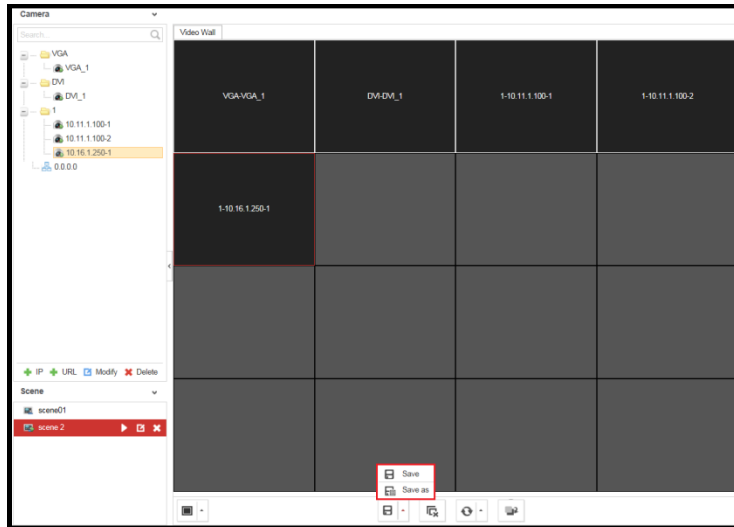 Camera
Search...
VGA
VGA_1
DVI
DVI_1
1
10.11.1.100-1
10.11.1.100-2
10.16.1.250-1
0.0.0.0
IP URL Modify Delete
Scene
scene01
scene 2
Video Wall
VGA-VGA_1 DVI-DVI_1 1-10.11.1.100-1 1-10.11.1.100-2
1-10.16.1.250-1
Save
Save as